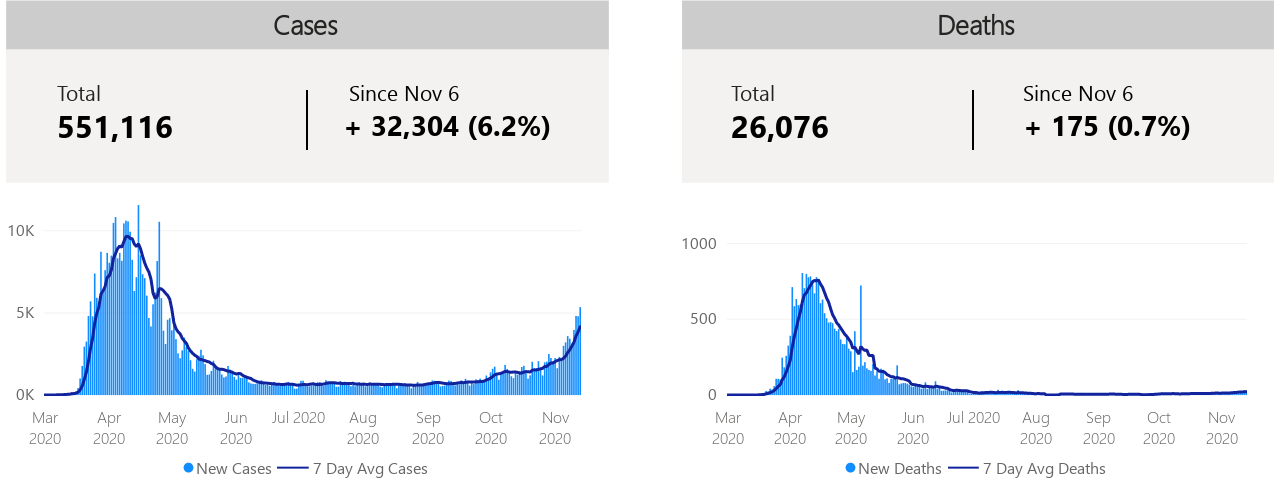 Cases
Total
551,116
Since Nov 6
+ 32,304 (6.2%)
10K
5K
0K
Mar 2020
Apr 2020
May 2020
Jun 2020
Jul 2020
Aug 2020
Sep 2020
Oct 2020
Nov 2020
New Cases
7 Day Avg Cases
Deaths
Total
26,076
Since Nov 6
+ 175 (0.7%)
1000
500
0
Mar 2020
Apr 2020
May 2020
Jun 2020
Jul 2020
Aug 2020
Sep 2020
Oct 2020
Nov 2020
New Deaths
7 Day Avg Deaths